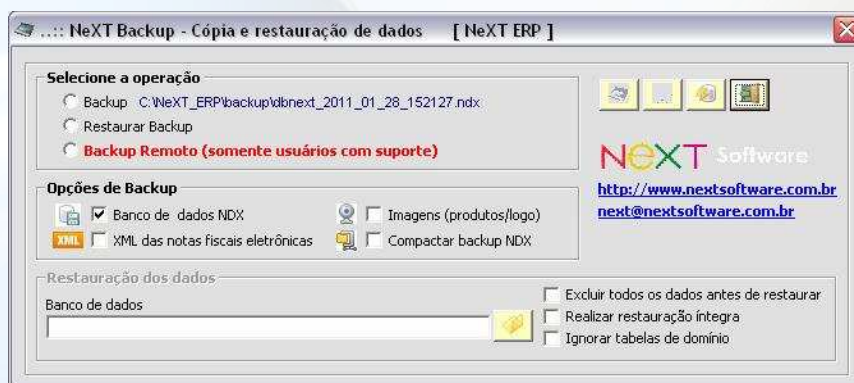 ..:: NeXT Backup - Cópia e restauração de dados [ NeXT ERP ]
Selecione a operação
Backup C:\NeXT_ERP\backup\dbnext_2011_01_28_152127.ndx
Restaurar Backup
Backup Remoto (somente usuários com suporte)
NeXT Software
http://www.nextsoftware.com.br
next@nextsoftware.com.br
Opções de Backup
Banco de dados NDX
Imagens (produtos/logo)
XML XML das notas fiscais eletrônicas
Compactar backup NDX
Restauração dos dados
Banco de dados
Excluir todos os dados antes de restaurar
Realizar restauração íntegra
Ignorar tabelas de domínio